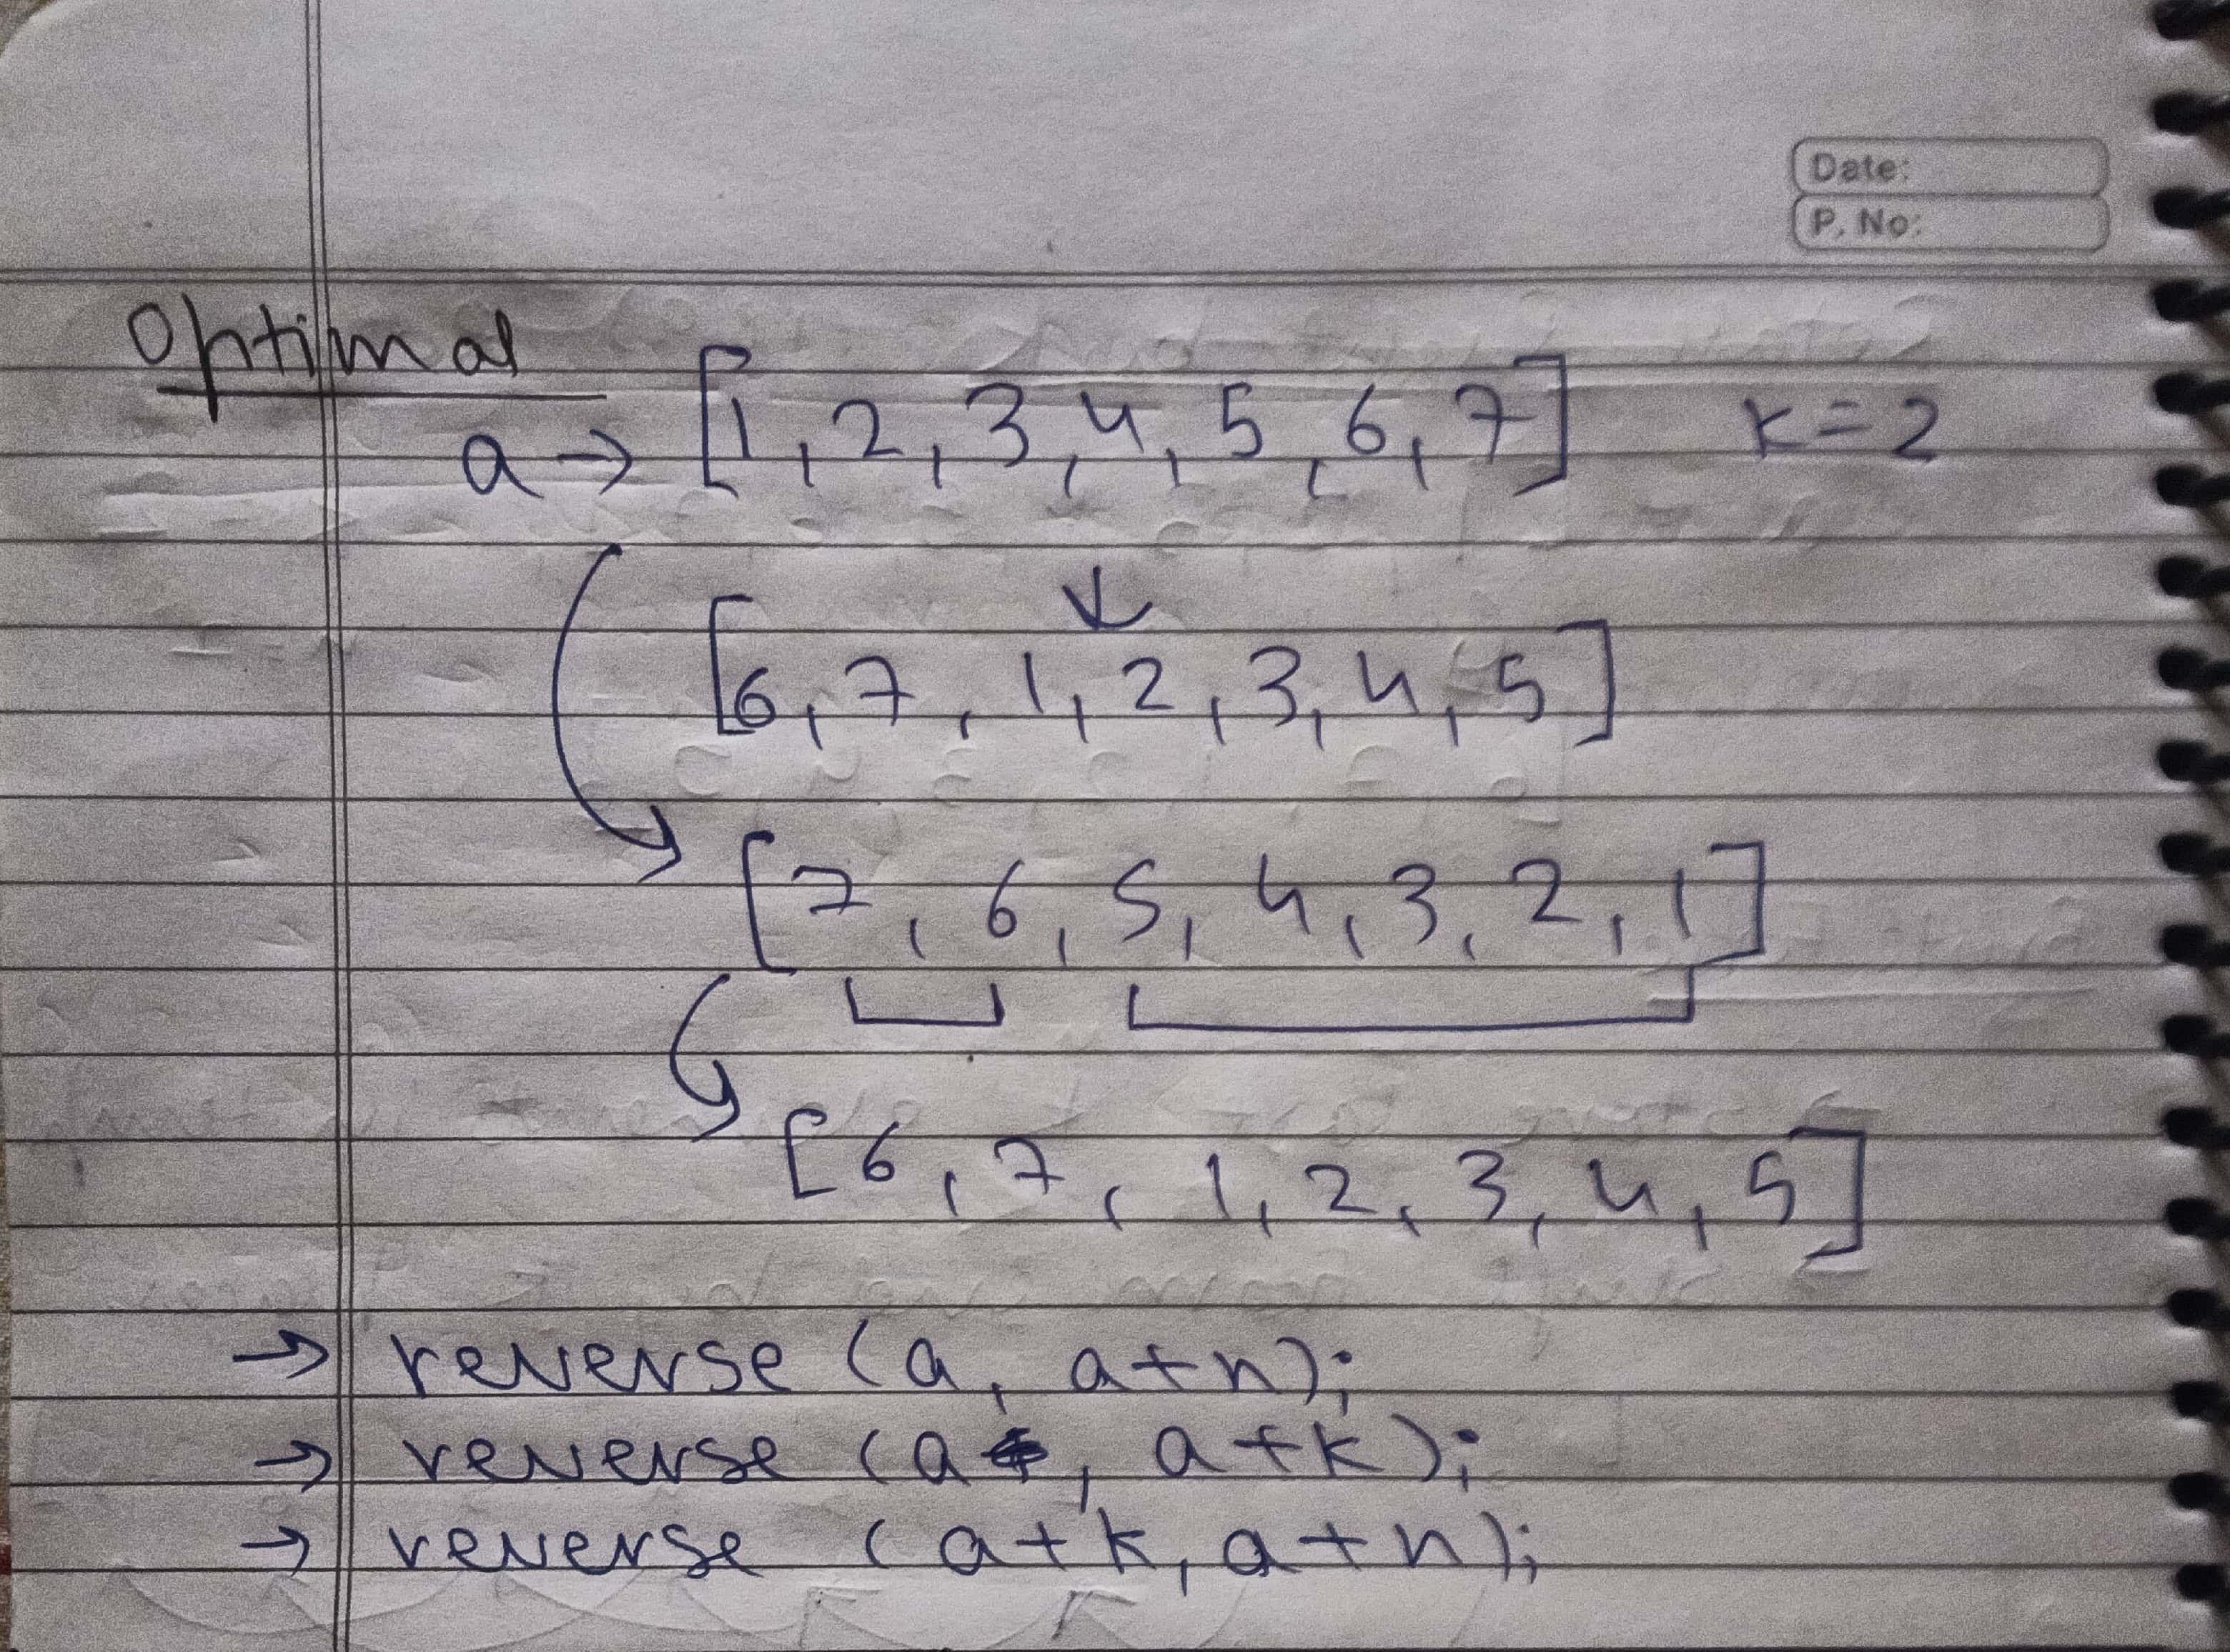 Date:
P. No:
Optimal
a → [1, 2, 3, 4, 5, 6, 7] K = 2
[6, 7, 1, 2, 3, 4, 5]
[7, 6, 5, 4, 3, 2, 1]
[6, 7, 1, 2, 3, 4, 5]
→ reverse (a, a+n);
→ reverse (a, a+k);
→ reverse (a+k, a+n);